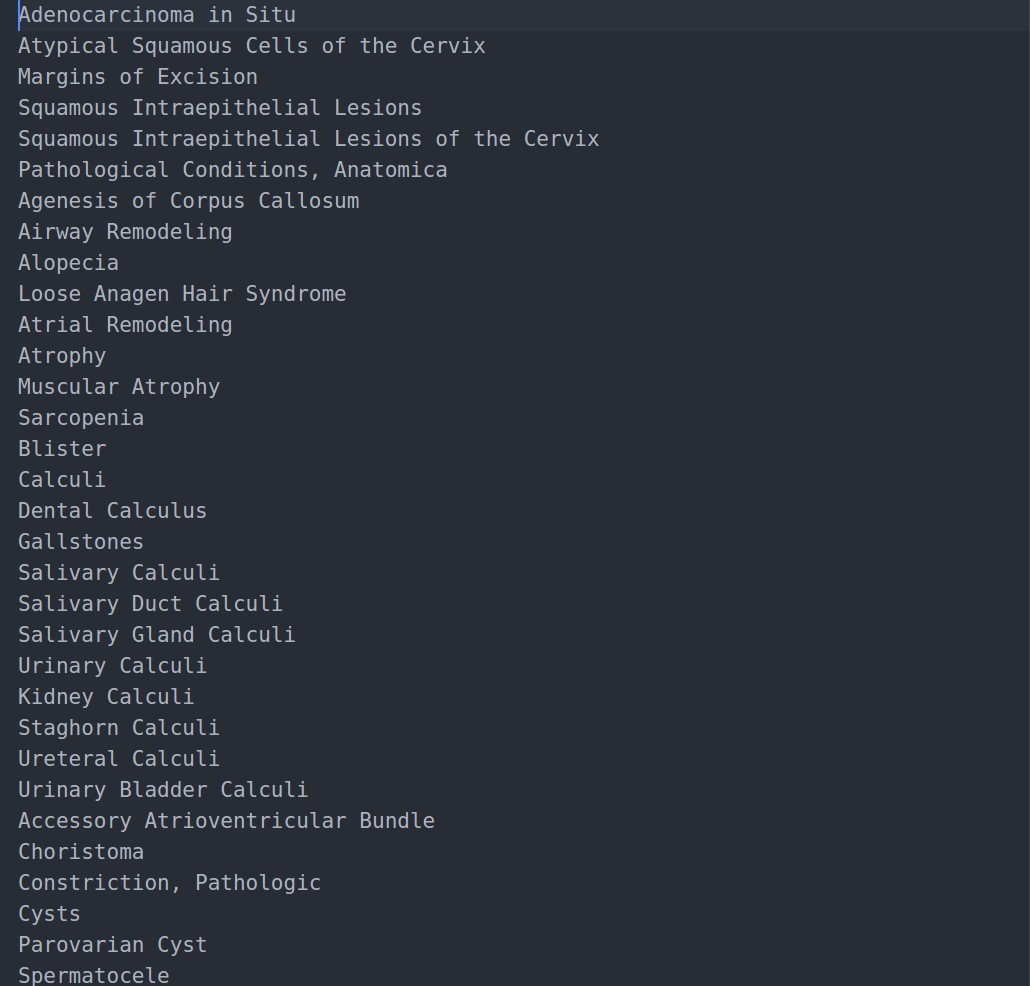 Adenocarcinoma in Situ
Atypical Squamous Cells of the Cervix
Margins of Excision
Squamous Intraepithelial Lesions
Squamous Intraepithelial Lesions of the Cervix
Pathological Conditions, Anatomica
Agenesis of Corpus Callosum
Airway Remodeling
Alopecia
Loose Anagen Hair Syndrome
Atrial Remodeling
Atrophy
Muscular Atrophy
Sarcopenia
Blister
Calculi
Dental Calculus
Gallstones
Salivary Calculi
Salivary Duct Calculi
Salivary Gland Calculi
Urinary Calculi
Kidney Calculi
Staghorn Calculi
Ureteral Calculi
Urinary Bladder Calculi
Accessory Atrioventricular Bundle
Choristoma
Constriction, Pathologic
Cysts
Parovarian Cyst
Spermatocele